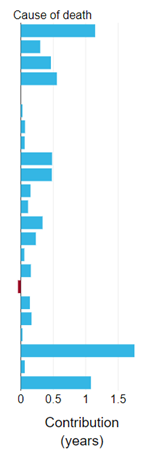 Cause of death
0 0.5 1 1.5
Contribution
(years)